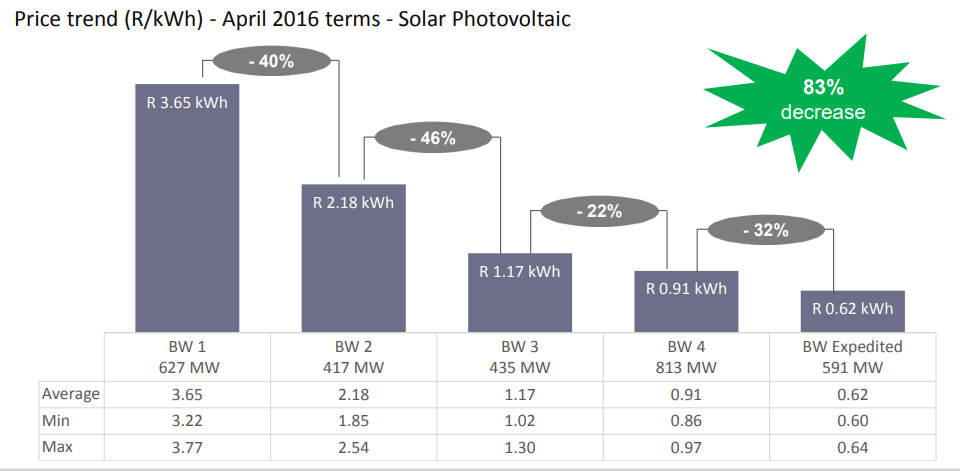 Price trend (R/kWh) - April 2016 terms - Solar Photovoltaic
- 40%
83%
decrease
R 3.65 kWh
- 46%
R 2.18 kWh
- 22%
- 32%
R 1.17 kWh
R 0.91 kWh
R 0.62 kWh
BW 1 BW 2 BW 3 BW 4 BW Expedited
627 MW 417 MW 435 MW 813 MW 591 MW
Average 3.65 2.18 1.17 0.91 0.62
Min 3.22 1.85 1.02 0.86 0.60
Max 3.77 2.54 1.30 0.97 0.64